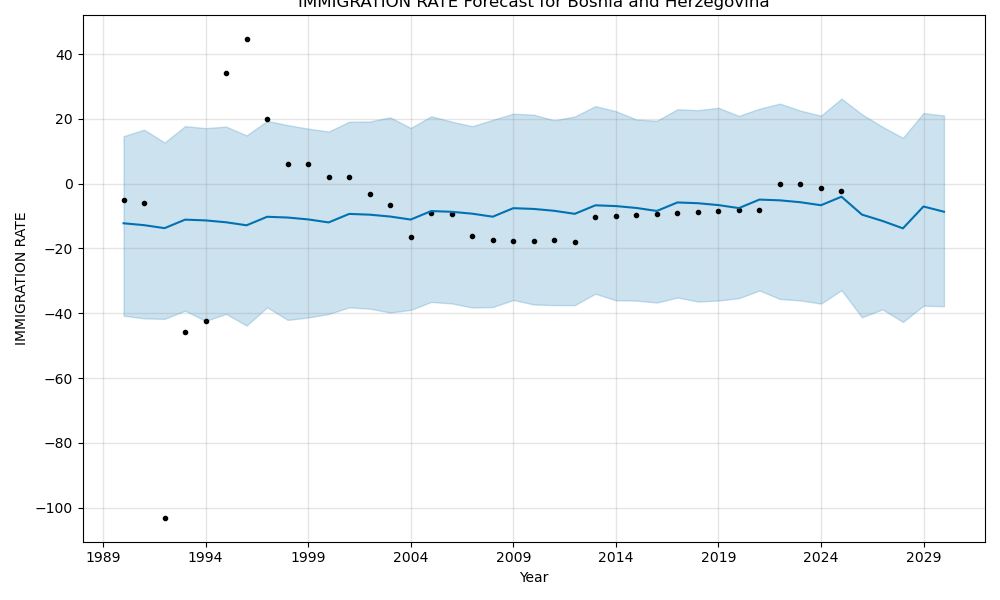 IMMIGRATION RATE Forecast for Bosnia and Herzegovina
IMMIGRATION RATE
40
20
0
−20
−40
−60
−80
−100
1989 1994 1999 2004 2009 2014 2019 2024 2029
Year